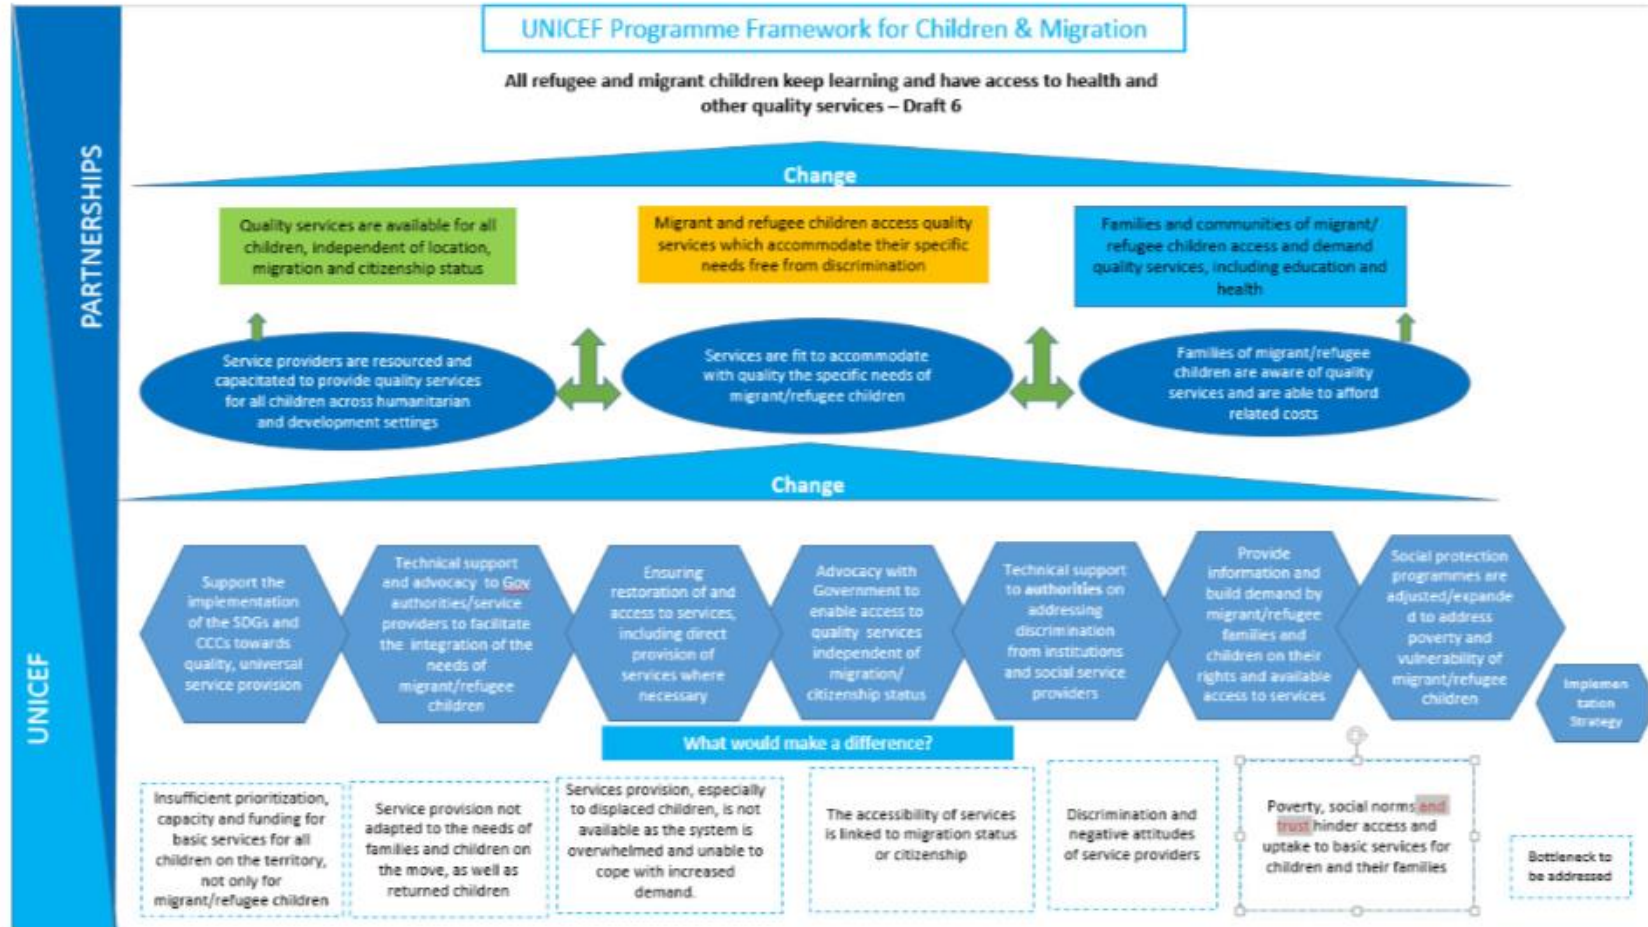 UNICEF Programme Framework for Children & Migration
All refugee and migrant children keep learning and have access to health and
other quality services – Draft 6
PARTNERSHIPS
UNICEF
Change
Quality services are available for all
children, independent of location,
migration and citizenship status
Migrant and refugee children access quality
services which accommodate their specific
needs free from discrimination
Families and communities of migrant/
refugee children access and demand
quality services, including education and
health
Service providers are resourced and
capacitated to provide quality services
for all children across humanitarian
and development settings
Services are fit to accommodate
with quality the specific needs of
migrant/refugee children
Families of migrant/refugee
children are aware of quality
services and are able to afford
related costs
Change
Support the
implementation
of the SDGs and
CCCs towards
quality, universal
service provision
Technical support
and advocacy to Gov
authorities/service
providers to facilitate
the integration of the
needs of
migrant/refugee
children
Ensuring
restoration of and
access to services,
including direct
provision of
services where
necessary
Advocacy with
Government to
enable access to
quality services
independent of
migration/
citizenship status
Technical support
to authorities on
addressing
discrimination
from institutions
and social service
providers
Provide
information and
build demand by
migrant/refugee
families and
children on their
rights and available
access to services
Social protection
programmes are
adjusted/expande
d to address
poverty and
vulnerability of
migrant/refugee
children
Implemen
tation
Strategy
What would make a difference?
Insufficient prioritization,
capacity and funding for
basic services for all
children on the territory,
not only for
migrant/refugee children
Service provision not
adapted to the needs of
families and children on
the move, as well as
returned children
Services provision, especially
to displaced children, is not
available as the system is
overwhelmed and unable to
cope with increased
demand.
The accessibility of services
is linked to migration status
or citizenship
Discrimination and
negative attitudes
of service providers
Poverty, social norms and
trust hinder access and
uptake to basic services for
children and their families
Bottleneck to
be addressed